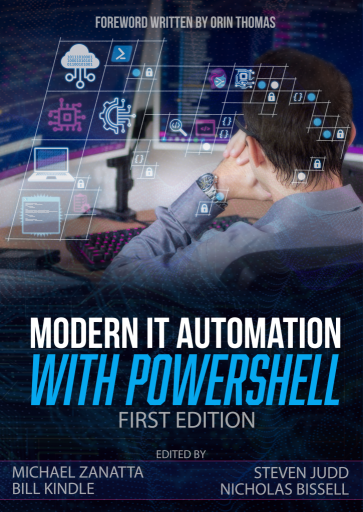 FOREWORD WRITTEN BY ORIN THOMAS
MODERN IT AUTOMATION
WITH POWERSHELL
FIRST EDITION
EDITED BY
MICHAEL ZANATTA
BILL KINDLE
STEVEN JUDD
NICHOLAS BISSELL